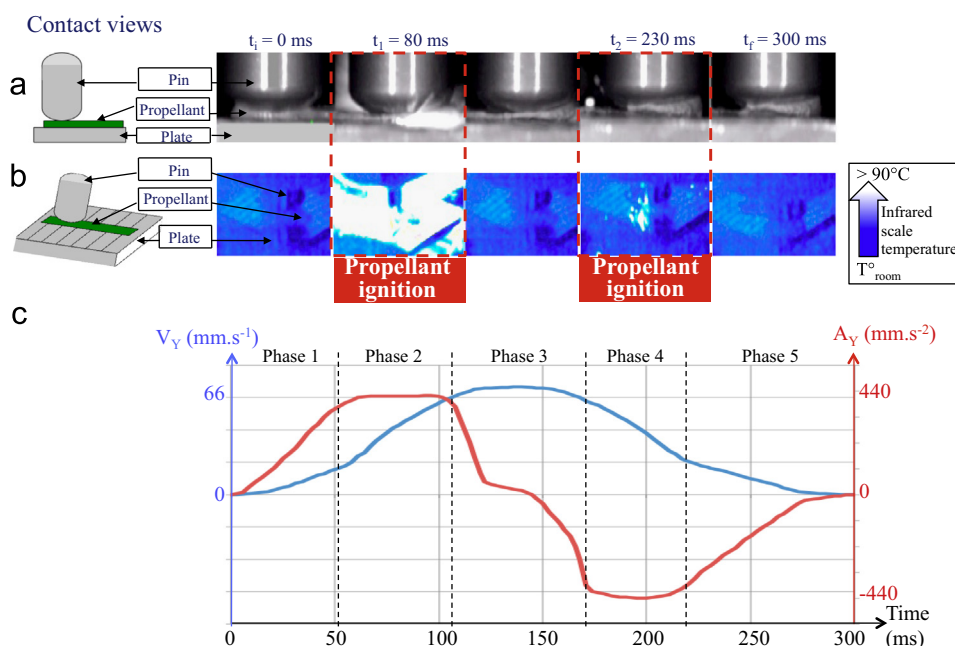 Contact views
t_i = 0 ms
t_1 = 80 ms
t_2 = 230 ms
t_f = 300 ms
a
Pin
Propellant
Plate
b
Pin
Propellant
Plate
> 90°C
Infrared
scale
temperature
T°room
Propellant
ignition
Propellant
ignition
c
V_Y (mm.s⁻¹)
A_Y (mm.s⁻²)
Phase 1
Phase 2
Phase 3
Phase 4
Phase 5
66
440
0
0
-440
Time
(ms)
0
50
100
150
200
250
300